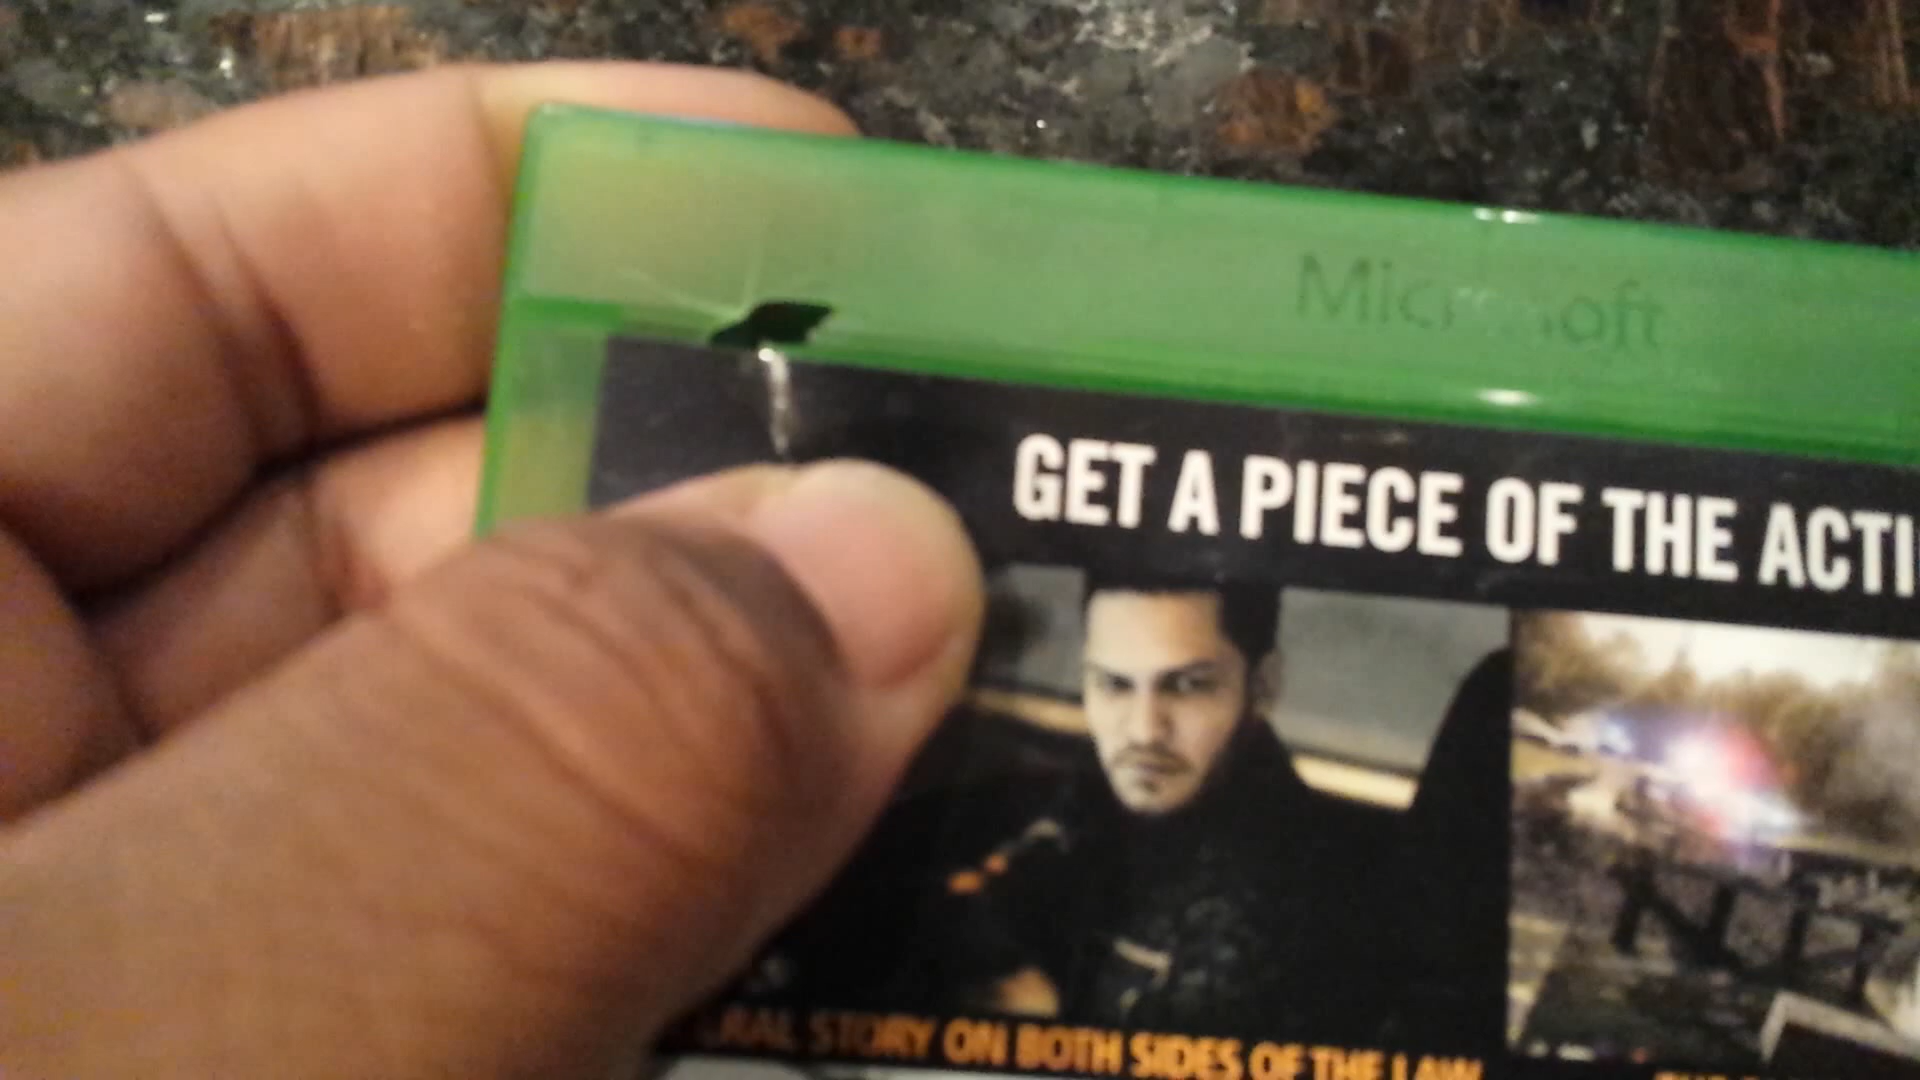 Microsoft
GET A PIECE OF THE ACTI
STORY ON BOTH SIDES OF THE LAW